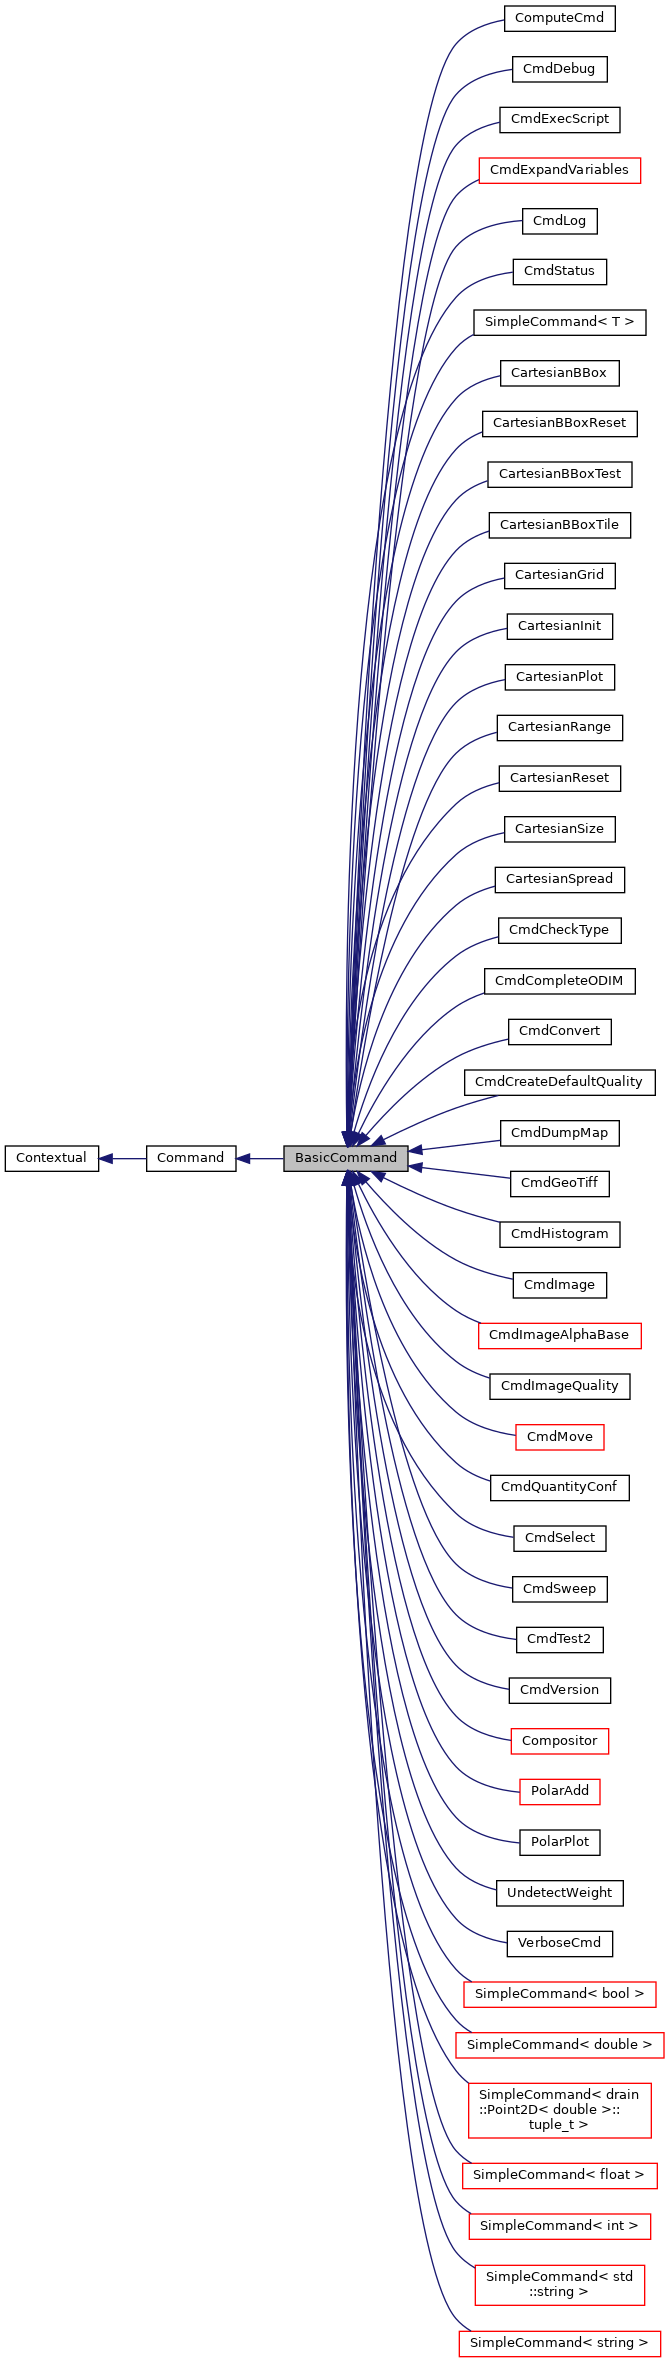 ComputeCmd
CmdDebug
CmdExecScript
CmdExpandVariables
CmdLog
CmdStatus
SimpleCommand< T >
CartesianBBox
CartesianBBoxReset
CartesianBBoxTest
CartesianBBoxTile
CartesianGrid
CartesianInit
CartesianPlot
CartesianRange
CartesianReset
CartesianSize
CartesianSpread
CmdCheckType
CmdCompleteODIM
CmdConvert
CmdCreateDefaultQuality
CmdDumpMap
Contextual
Command
BasicCommand
CmdGeoTiff
CmdHistogram
CmdImage
CmdImageAlphaBase
CmdImageQuality
CmdMove
CmdQuantityConf
CmdSelect
CmdSweep
CmdTest2
CmdVersion
Compositor
PolarAdd
PolarPlot
UndetectWeight
VerboseCmd
SimpleCommand< bool >
SimpleCommand< double >
SimpleCommand< drain
::Point2D< double >::
tuple_t >
SimpleCommand< float >
SimpleCommand< int >
SimpleCommand< std
::string >
SimpleCommand< string >